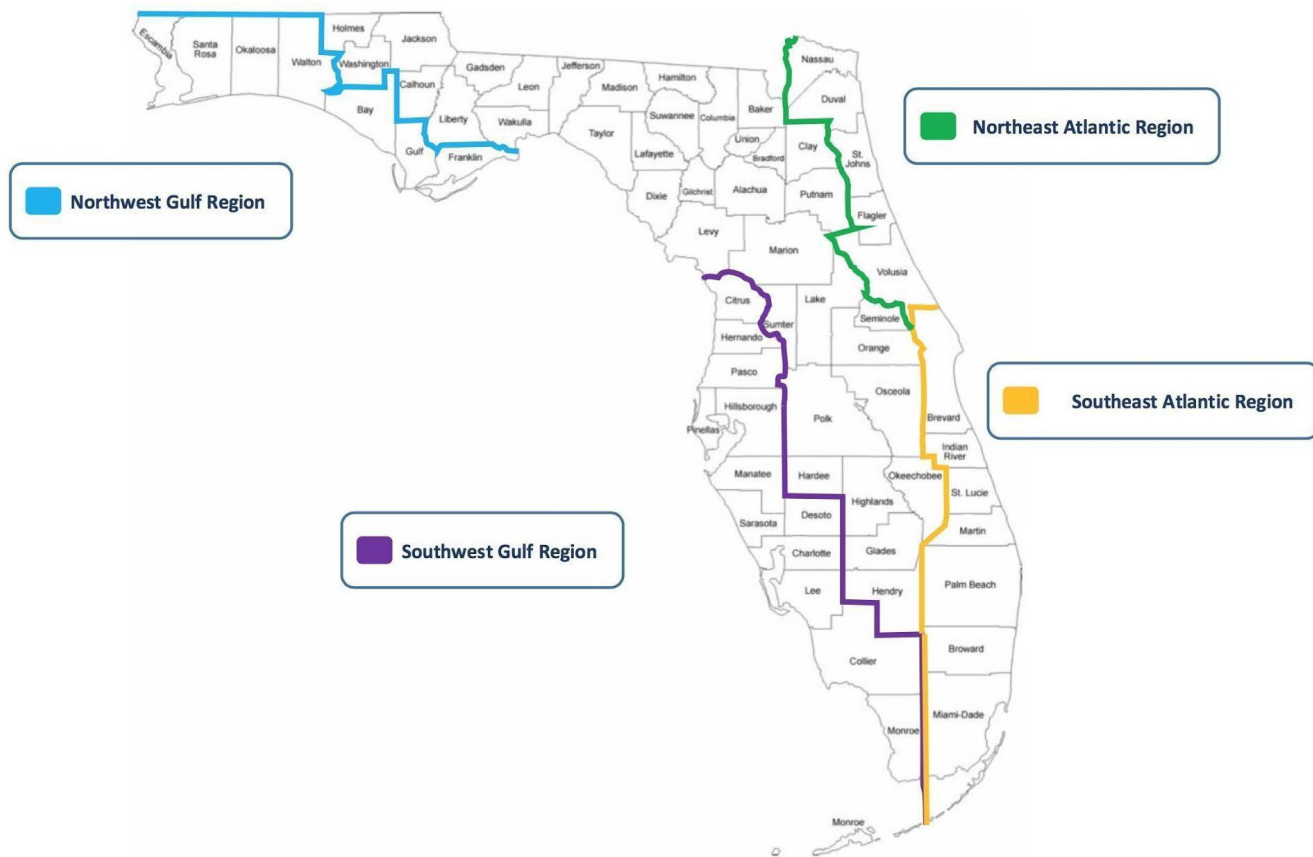 Escambia
Santa
Rosa
Okaloosa
Walton
Holmes
Washington
Jackson
Bay
Calhoun
Gulf
Gadsden
Liberty
Franklin
Leon
Wakulla
Jefferson
Madison
Taylor
Hamilton
Suwannee
Lafayette
Dixie
Columbia
Gilchrist
Baker
Union
Bradford
Alachua
Levy
Nassau
Duval
Clay
St.
Johns
Putnam
Flagler
Marion
Volusia
Northwest Gulf Region
Northeast Atlantic Region
Citrus
Sumter
Lake
Seminole
Hernando
Orange
Pasco
Osceola
Hillsborough
Polk
Brevard
Pinellas
Indian
River
Southeast Atlantic Region
Manatee
Hardee
Okeechobee
Highlands
St. Lucie
Sarasota
Desoto
Martin
Charlotte
Glades
Southwest Gulf Region
Lee
Hendry
Palm Beach
Collier
Broward
Monroe
Miami-Dade
Monroe